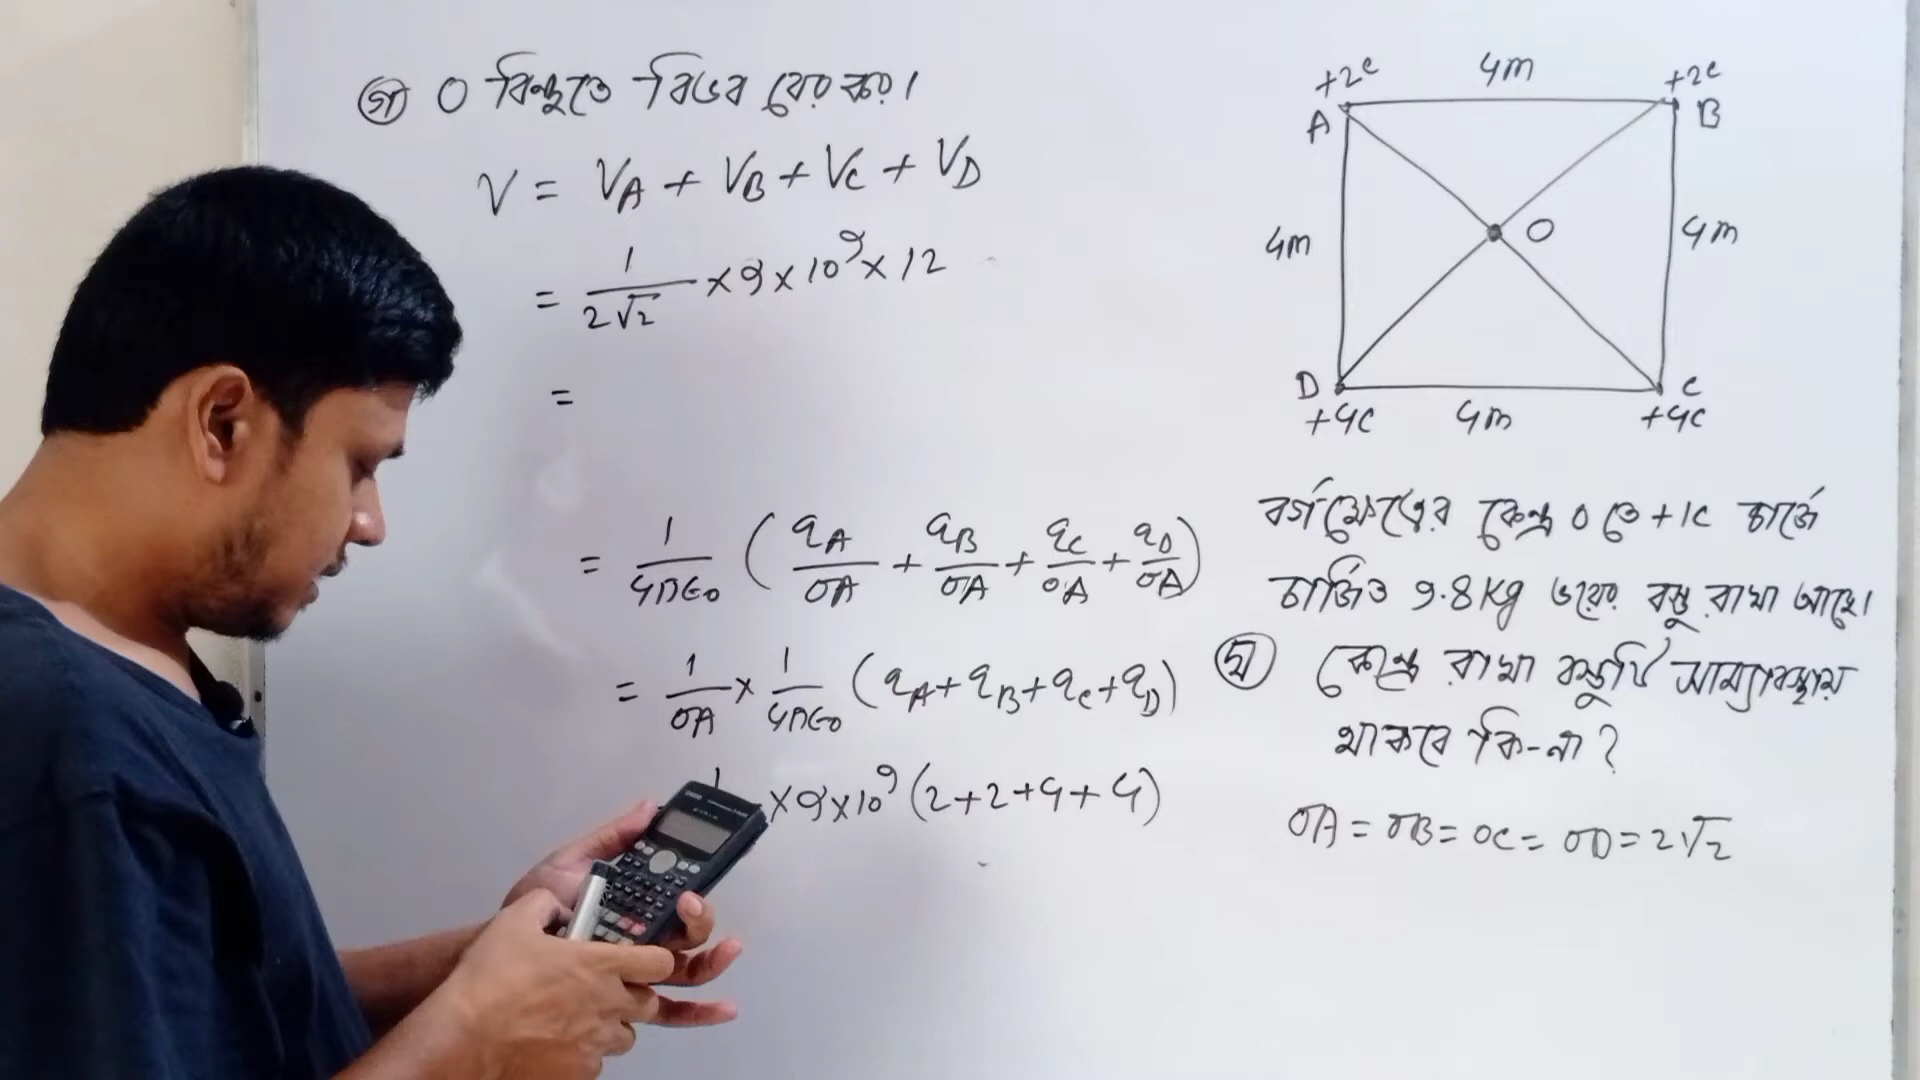 (গ) O বিন্দুতে বিভব বের কর।
V = V_A + V_B + V_C + V_D
= 1/(2√2) × 9 × 10^9 × 12
=
= 1/(4πε₀) (q_A/OA + q_B/OA + q_C/OA + q_D/OA)
= 1/OA × 1/(4πε₀) (q_A + q_B + q_C + q_D)
1 × 9 × 10^9 (2+2+4+4)
+2C 4m +2C
A B
4m O 4m
D C
+4C 4m +4C
বর্গক্ষেত্রের কেন্দ্র O তে +1C চার্জে
চার্জিত 9.8 Kg ভরের বস্তু রাখা আছে।
(ঘ) কেন্দ্রে রাখা বস্তুটি সাম্যাবস্থায়
থাকবে কি-না?
OA = OB = OC = OD = 2√2